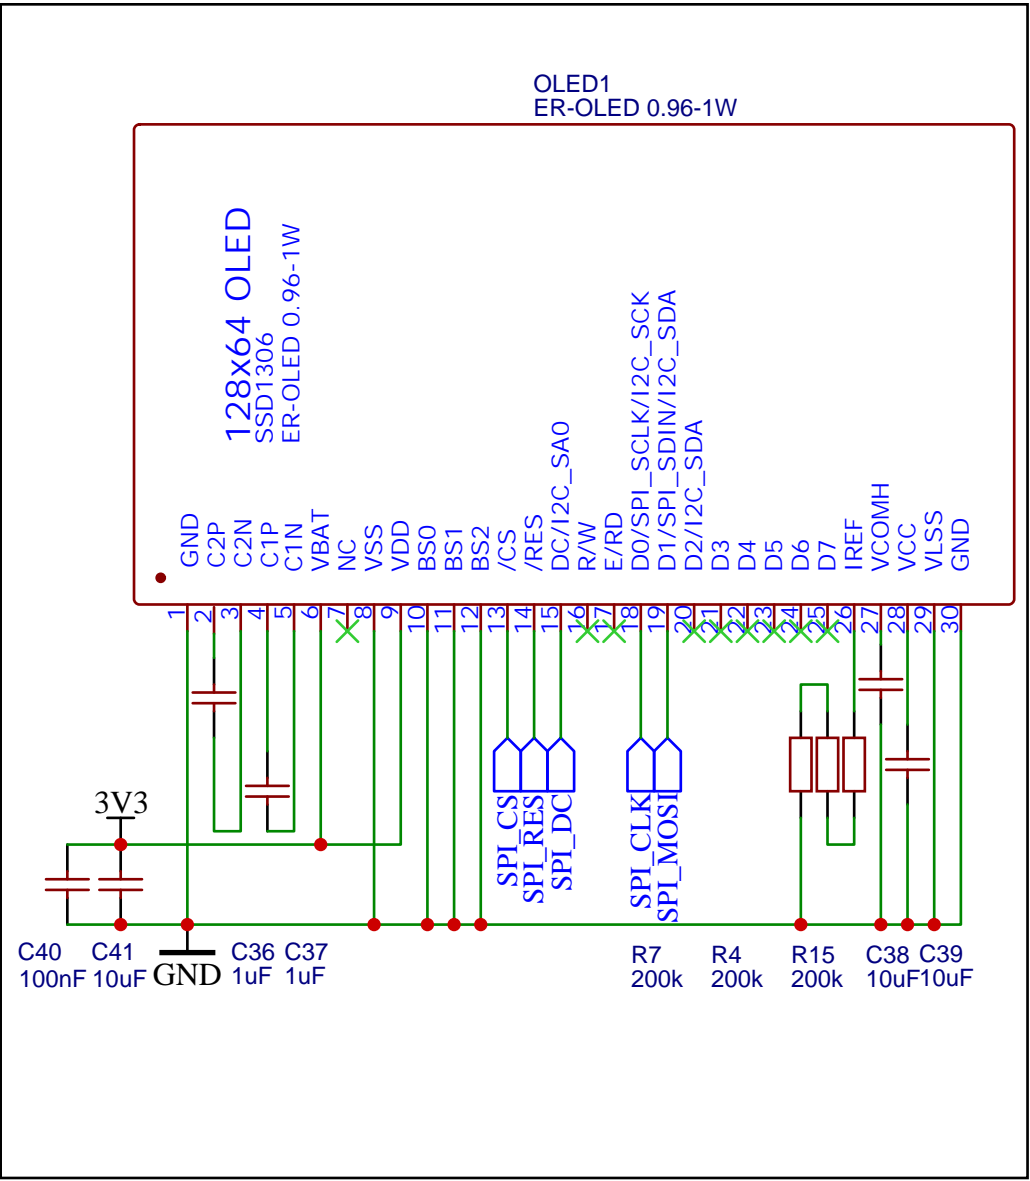 OLED1
ER-OLED 0.96-1W
128x64 OLED
SSD1306
ER-OLED 0.96-1W
GND
C2P
C2N
C1P
C1N
VBAT
NC
VSS
VDD
BS0
BS1
BS2
/CS
/RES
DC/I2C_SA0
R/W
E/RD
D0/SPI_SCLK/I2C_SCK
D1/SPI_SDIN/I2C_SDA
D2/I2C_SDA
D3
D4
D5
D6
D7
IREF
VCOMH
VCC
VLSS
GND
1
2
3
4
5
6
7
8
9
10
11
12
13
14
15
16
17
18
19
20
21
22
23
24
25
26
27
28
29
30
3V3
SPI_CS
SPI_RES
SPI_DC
SPI_CLK
SPI_MOSI
C40
100nF
C41
10uF
GND
C36
1uF
C37
1uF
R7
200k
R4
200k
R15
200k
C38
10uF
C39
10uF